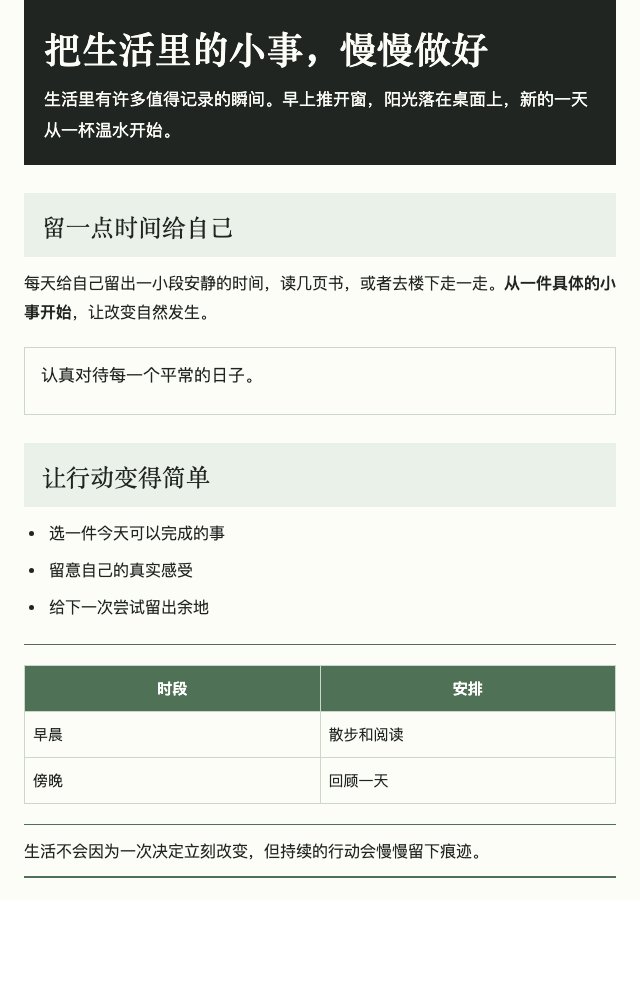 把生活里的小事，慢慢做好
生活里有许多值得记录的瞬间。早上推开窗，阳光落在桌面上，新的一天
从一杯温水开始。
留一点时间给自己
每天给自己留出一小段安静的时间，读几页书，或者去楼下走一走。从一件具体的小
事开始，让改变自然发生。
认真对待每一个平常的日子。
让行动变得简单
• 选一件今天可以完成的事
• 留意自己的真实感受
• 给下一次尝试留出余地
时段 安排
早晨 散步和阅读
傍晚 回顾一天
生活不会因为一次决定立刻改变，但持续的行动会慢慢留下痕迹。